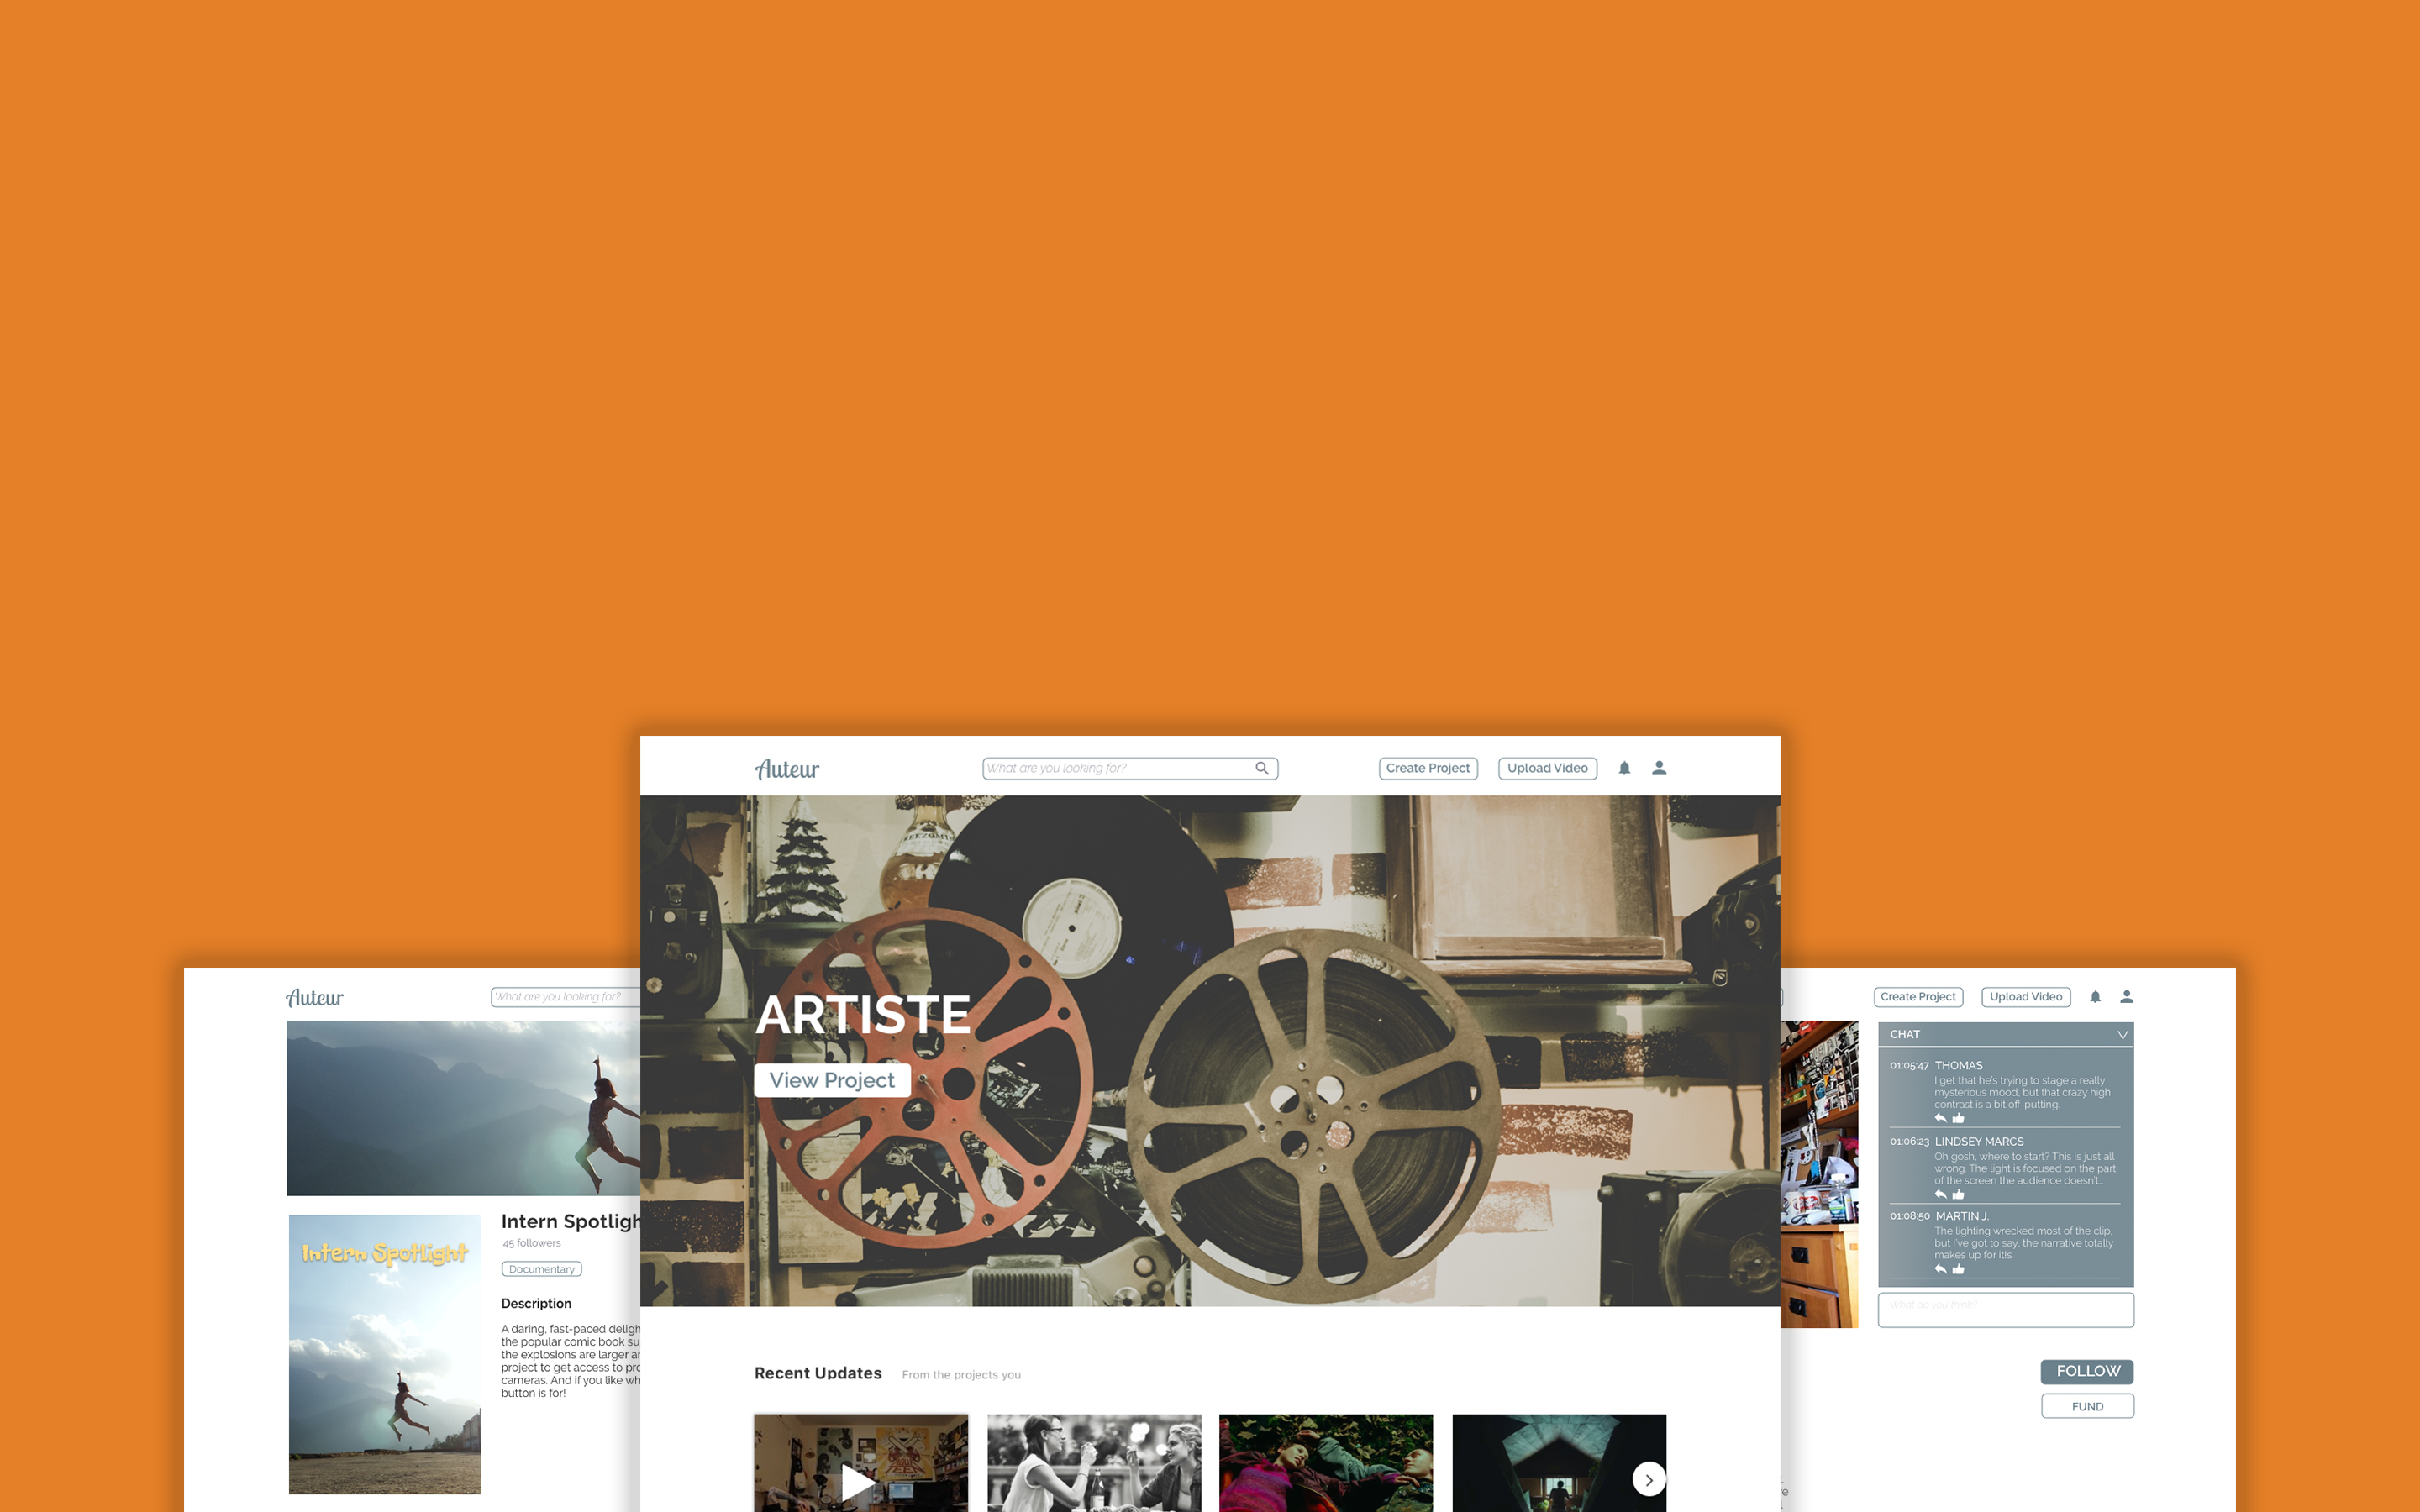 Auteur
What are you looking for?
Create Project
Upload Video
ARTISTE
View Project
Recent Updates
From the projects you
Auteur
What are you looking for?
Intern Spotlight
Intern Spotligh
45 followers
Documentary
Description
A daring, fast-paced deligh
the popular comic book su
the explosions are larger ar
project to get access to pro
cameras. And if you like wh
button is for!
Create Project
Upload Video
CHAT
01:05:47 THOMAS
I get that he's trying to stage a really
mysterious mood, but that crazy high
contrast is a bit off-putting.
01:06:23 LINDSEY MARCS
Oh gosh, where to start? This is just all
wrong. The light is focused on the part
of the screen the audience doesn't...
01:08:50 MARTIN J.
The lighting wrecked most of the clip,
but I've got to say, the narrative totally
makes up for it!s
What do you think?
FOLLOW
FUND